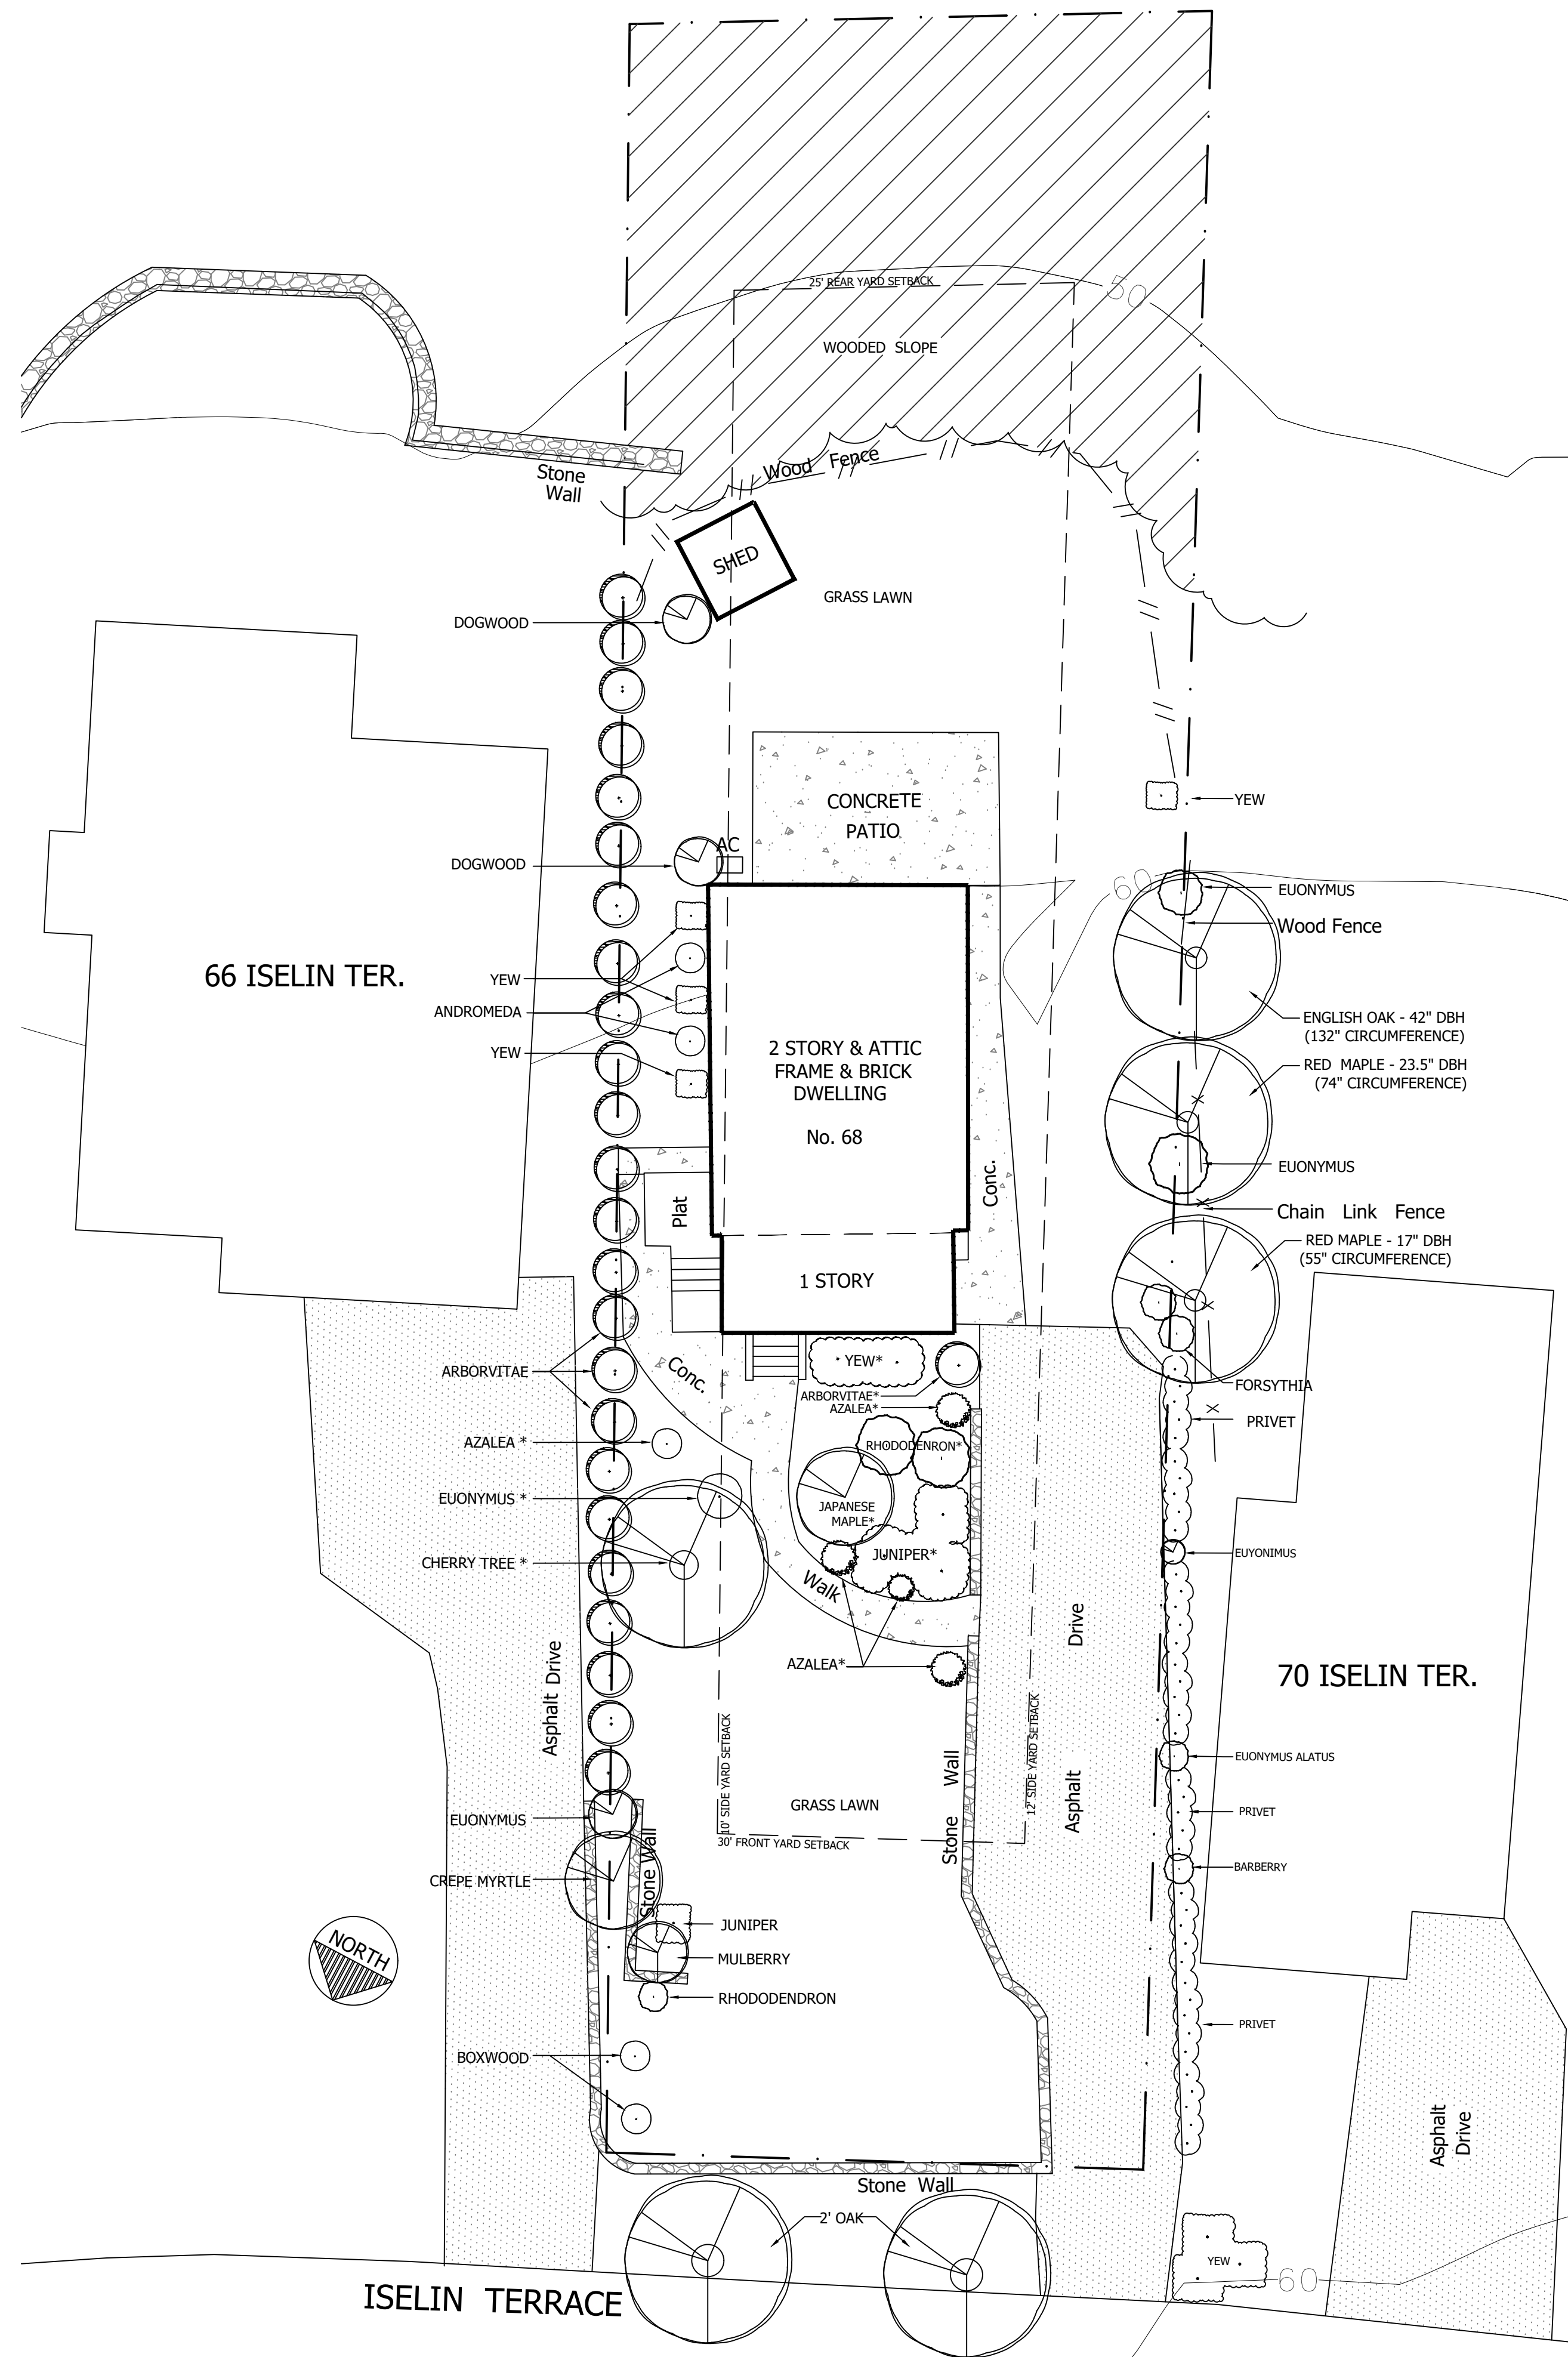 25' REAR YARD SETBACK
50
WOODED SLOPE
Wood Fence
Stone
Wall
SHED
GRASS LAWN
DOGWOOD
CONCRETE
PATIO
YEW
AC
DOGWOOD
60
EUONYMUS
Wood Fence
66 ISELIN TER.
YEW
ANDROMEDA
YEW
ENGLISH OAK - 42" DBH
(132" CIRCUMFERENCE)
2 STORY & ATTIC
FRAME & BRICK
DWELLING
No. 68
RED MAPLE - 23.5" DBH
(74" CIRCUMFERENCE)
EUONYMUS
Conc.
Plat
Chain Link Fence
RED MAPLE - 17" DBH
(55" CIRCUMFERENCE)
1 STORY
YEW*
ARBORVITAE
Conc.
ARBORVITAE*
AZALEA*
FORSYTHIA
PRIVET
AZALEA *
RHODODENRON*
EUONYMUS *
JAPANESE
MAPLE*
CHERRY TREE *
JUNIPER*
EUYONIMUS
Walk
Drive
AZALEA*
70 ISELIN TER.
Asphalt Drive
10' SIDE YARD SETBACK
12' SIDE YARD SETBACK
EUONYMUS ALATUS
Stone Wall
Asphalt
GRASS LAWN
PRIVET
EUONYMUS
30' FRONT YARD SETBACK
Stone Wall
BARBERRY
CREPE MYRTLE
JUNIPER
NORTH
MULBERRY
RHODODENDRON
PRIVET
BOXWOOD
Asphalt
Drive
Stone Wall
2' OAK
YEW
60
ISELIN TERRACE